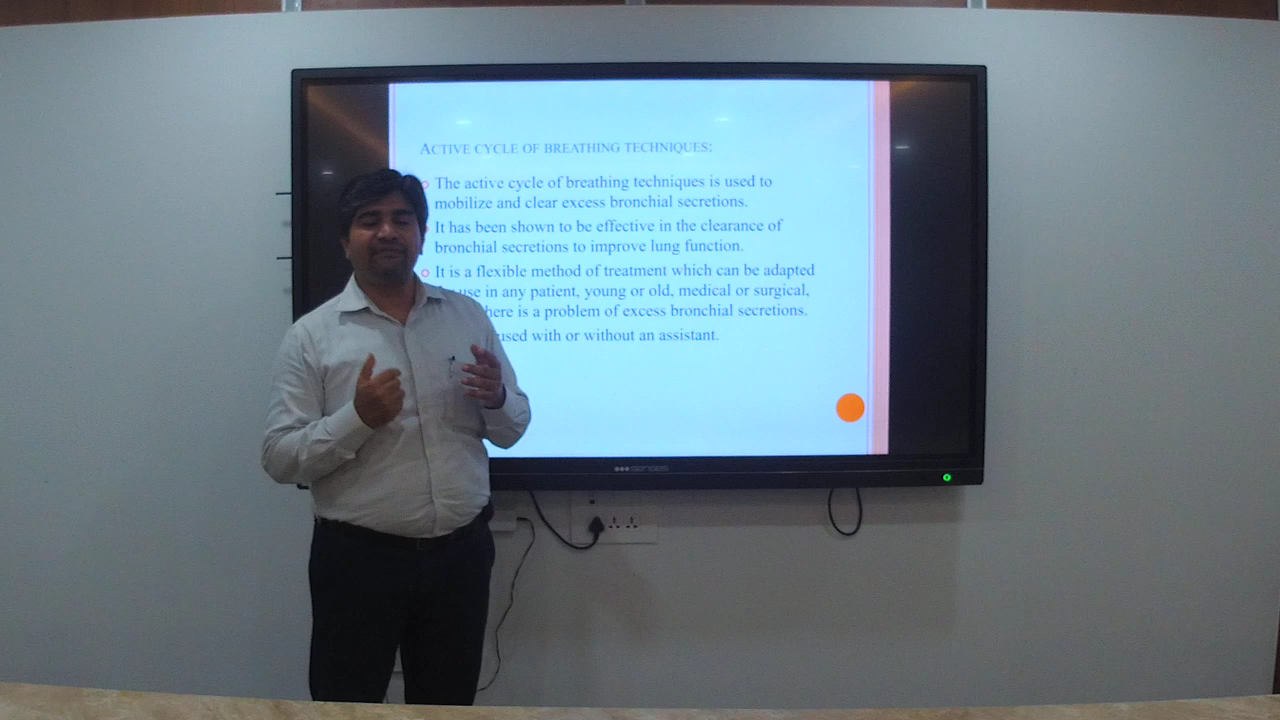 ACTIVE CYCLE OF BREATHING TECHNIQUES:
The active cycle of breathing techniques is used to
mobilize and clear excess bronchial secretions.
It has been shown to be effective in the clearance of
bronchial secretions to improve lung function.
It is a flexible method of treatment which can be adapted
use in any patient, young or old, medical or surgical,
here is a problem of excess bronchial secretions.
used with or without an assistant.
senses